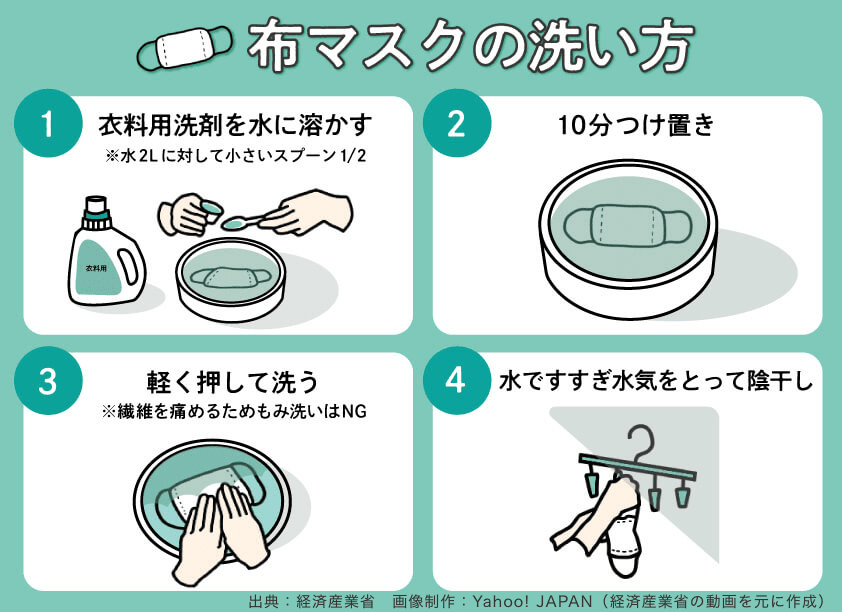 布マスクの洗い方
1
衣料用洗剤を水に溶かす
※水2Lに対して小さいスプーン1/2
衣料用
2
10分つけ置き
3
軽く押して洗う
※繊維を痛めるためもみ洗いはNG
4
水ですすぎ水気をとって陰干し
出典：経済産業省　画像制作：Yahoo! JAPAN（経済産業省の動画を元に作成）